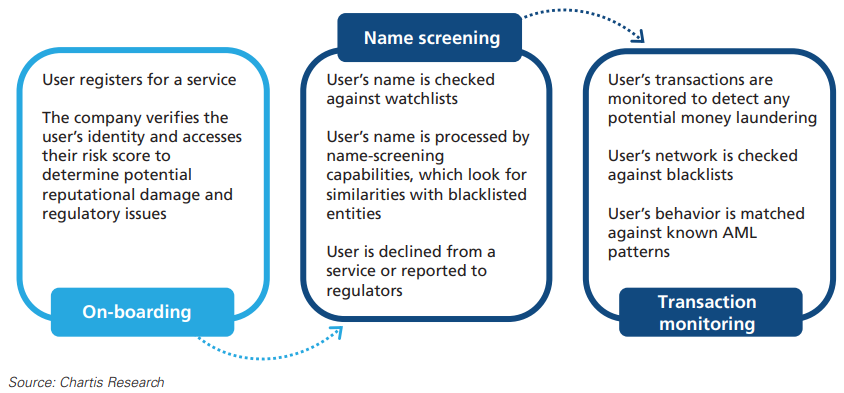 User registers for a service
The company verifies the
user's identity and accesses
their risk score to
determine potential
reputational damage and
regulatory issues
On-boarding
Name screening
User's name is checked
against watchlists
User's name is processed by
name-screening
capabilities, which look for
similarities with blacklisted
entities
User is declined from a
service or reported to
regulators
User's transactions are
monitored to detect any
potential money laundering
User's network is checked
against blacklists
User's behavior is matched
against known AML
patterns
Transaction
monitoring
Source: Chartis Research